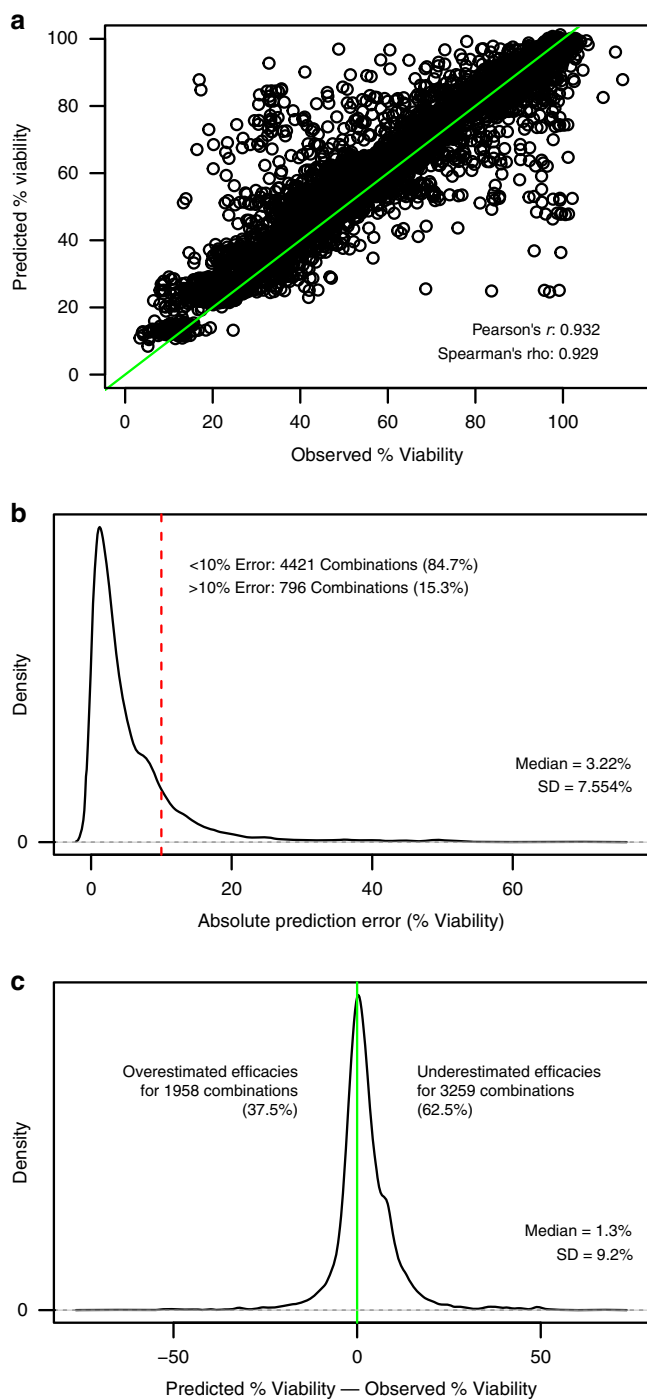 a
100
80
60
40
20
0
Predicted % viability
Pearson's r: 0.932
Spearman's rho: 0.929
0 20 40 60 80 100
Observed % Viability
b
<10% Error: 4421 Combinations (84.7%)
>10% Error: 796 Combinations (15.3%)
Density
Median = 3.22%
SD = 7.554%
0
0 20 40 60
Absolute prediction error (% Viability)
c
Overestimated efficacies
for 1958 combinations
(37.5%)
Underestimated efficacies
for 3259 combinations
(62.5%)
Density
Median = 1.3%
SD = 9.2%
0
−50 0 50
Predicted % Viability — Observed % Viability